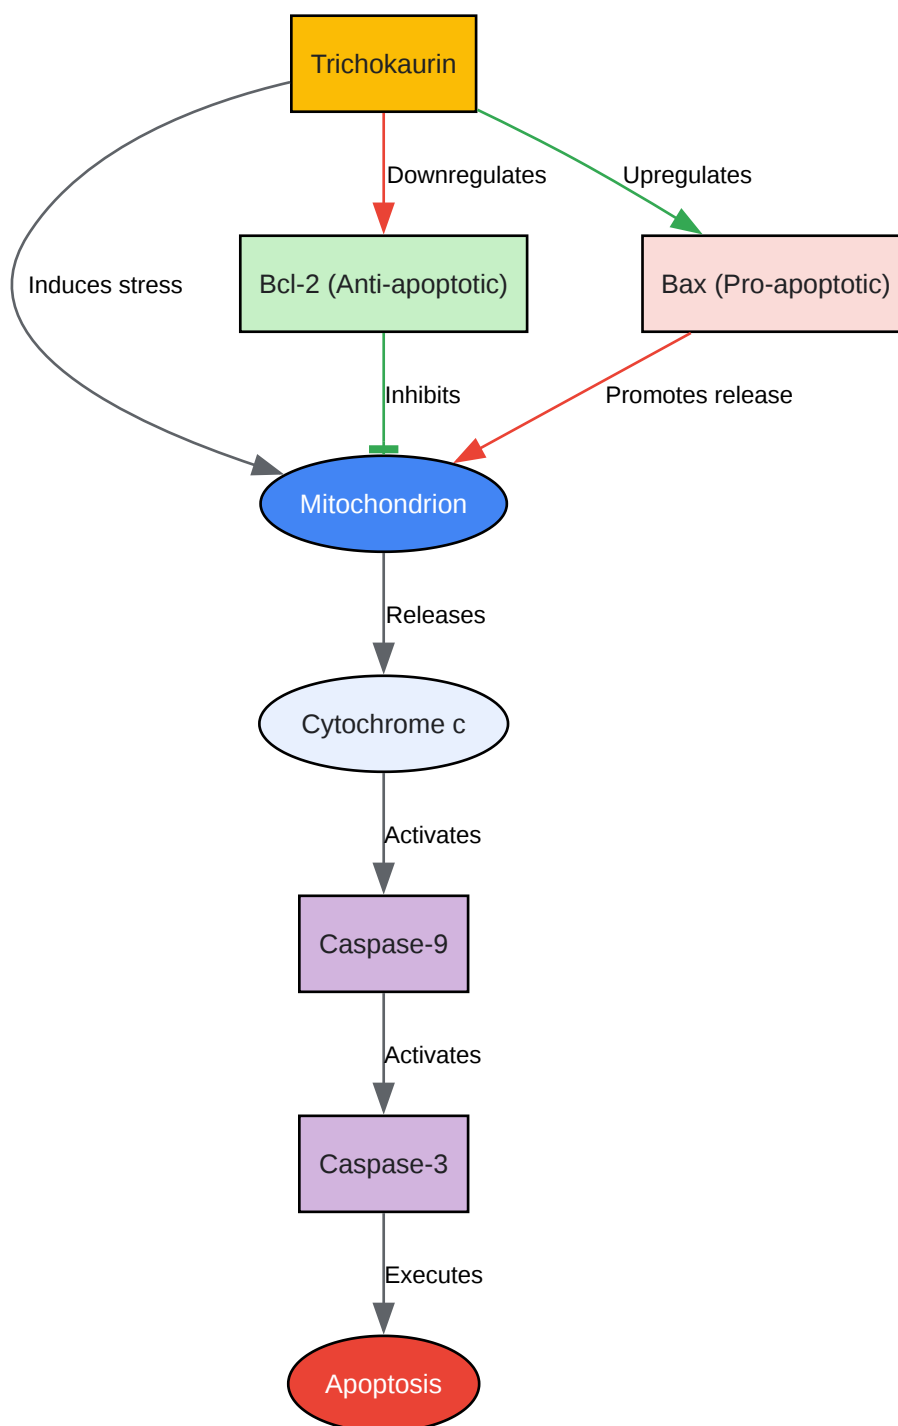 Trichokaurin
Downregulates
Upregulates
Induces stress
Bcl-2 (Anti-apoptotic)
Bax (Pro-apoptotic)
Inhibits
Promotes release
Mitochondrion
Releases
Cytochrome c
Activates
Caspase-9
Activates
Caspase-3
Executes
Apoptosis